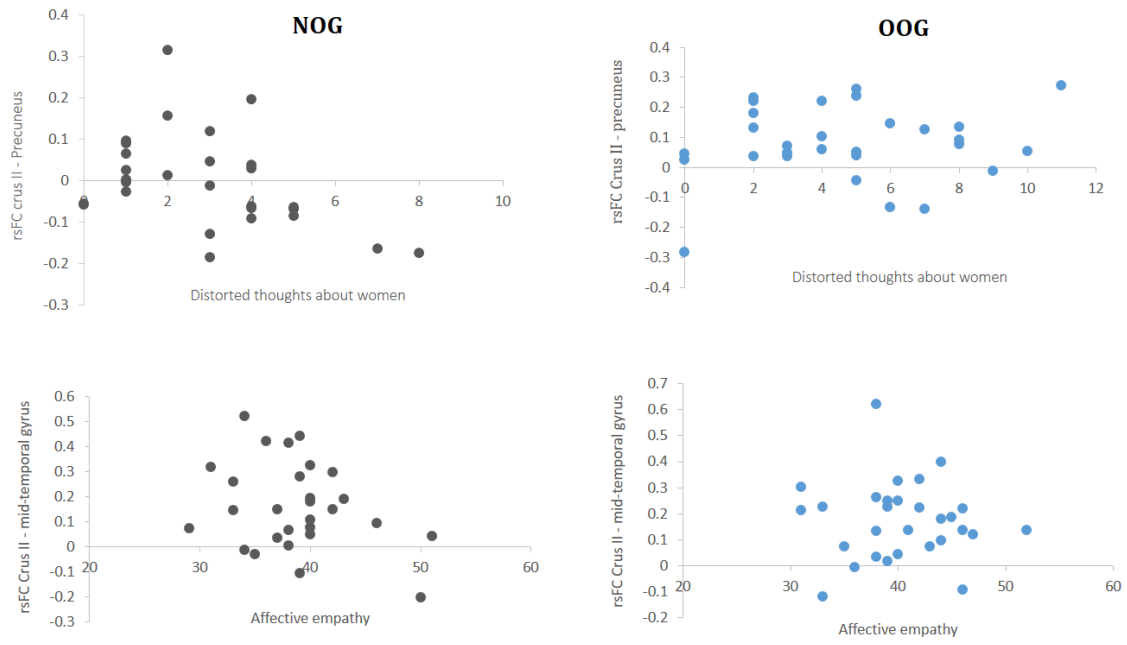 NOG
0.4
0.3
0.2
0.1
0
-0.1
-0.2
-0.3
0 2 4 6 8 10
rsFC crus II - Precuneus
Distorted thoughts about women
OOG
0.4
0.3
0.2
0.1
0
-0.1
-0.2
-0.3
-0.4
0 2 4 6 8 10 12
rsFC Crus II - precuneus
Distorted thoughts about women
0.6
0.5
0.4
0.3
0.2
0.1
0
-0.1
-0.2
-0.3
20 30 40 50 60
rsFC Crus II - mid-temporal gyrus
Affective empathy
0.7
0.6
0.5
0.4
0.3
0.2
0.1
0
-0.1
-0.2
20 30 40 50 60
rsFC Crus II - mid-temporal gyrus
Affective empathy